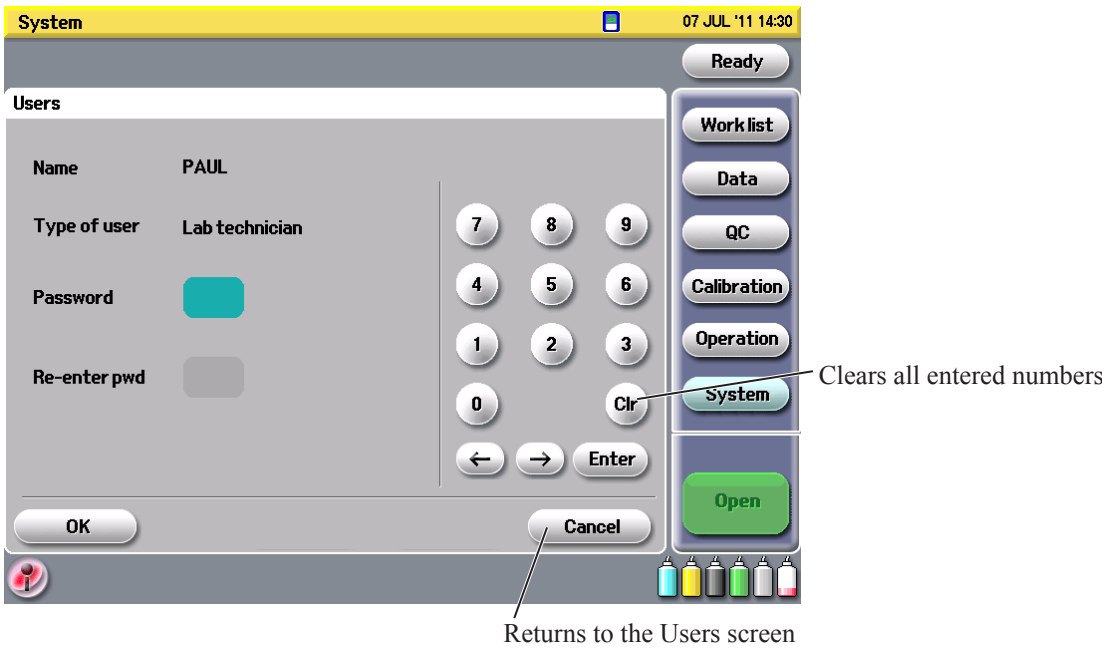 System
07 JUL '11 14:30
Ready
Users
Work list
Name PAUL
Data
Type of user Lab technician
7 8 9
QC
Password
4 5 6
Calibration
1 2 3
Operation
Re-enter pwd
0 Clr
System
Clears all entered numbers
← → Enter
Open
OK Cancel
Returns to the Users screen